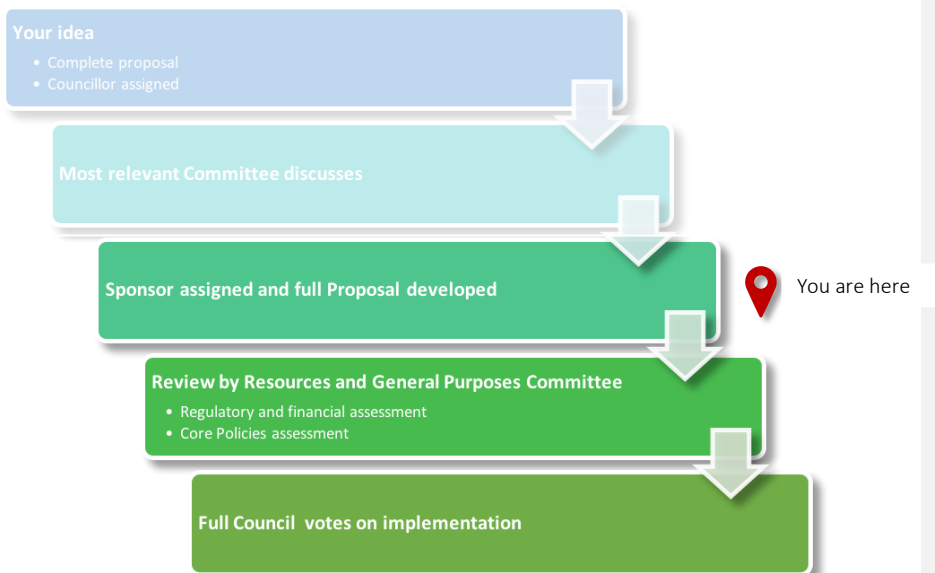 Your idea
• Complete proposal
• Councillor assigned
Most relevant Committee discusses
Sponsor assigned and full Proposal developed
You are here
Review by Resources and General Purposes Committee
• Regulatory and financial assessment
• Core Policies assessment
Full Council votes on implementation